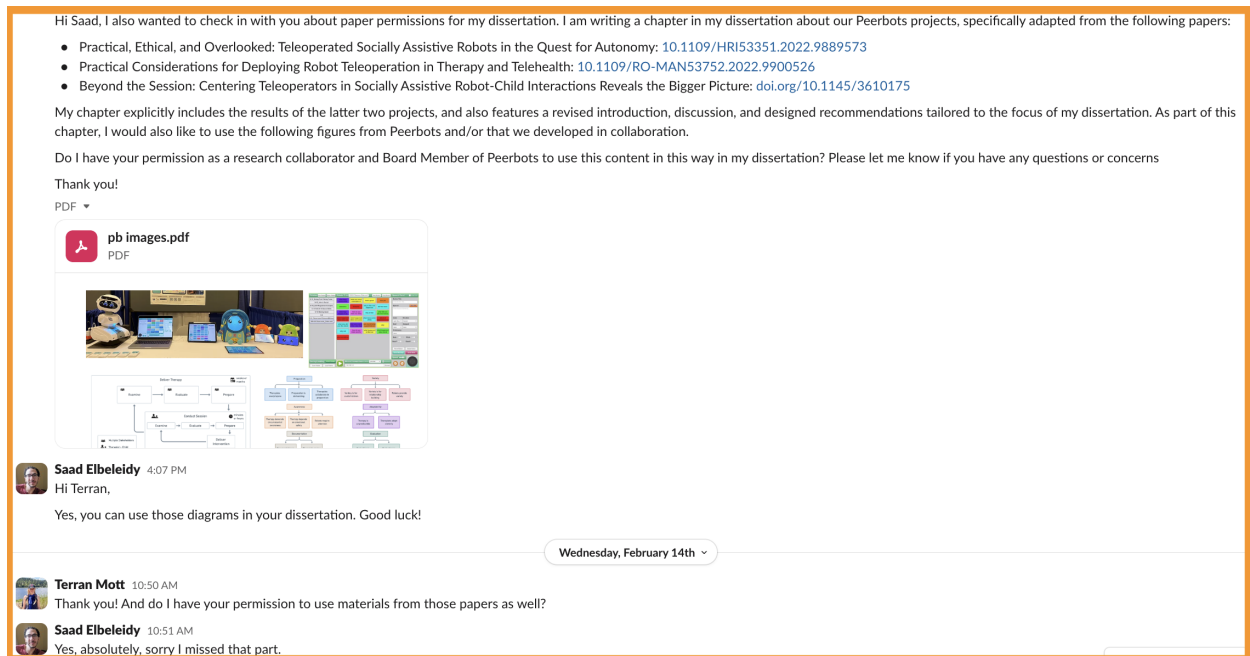 Hi Saad, I also wanted to check in with you about paper permissions for my dissertation. I am writing a chapter in my dissertation about our Peerbots projects, specifically adapted from the following papers:
● Practical, Ethical, and Overlooked: Teleoperated Socially Assistive Robots in the Quest for Autonomy: 10.1109/HRI53351.2022.9889573
● Practical Considerations for Deploying Robot Teleoperation in Therapy and Telehealth: 10.1109/RO-MAN53752.2022.9900526
● Beyond the Session: Centering Teleoperators in Socially Assistive Robot-Child Interactions Reveals the Bigger Picture: doi.org/10.1145/3610175
My chapter explicitly includes the results of the latter two projects, and also features a revised introduction, discussion, and designed recommendations tailored to the focus of my dissertation. As part of this
chapter, I would also like to use the following figures from Peerbots and/or that we developed in collaboration.
Do I have your permission as a research collaborator and Board Member of Peerbots to use this content in this way in my dissertation? Please let me know if you have any questions or concerns
Thank you!
PDF
pb images.pdf
PDF
Saad Elbeleidy 4:07 PM
Hi Terran,
Yes, you can use those diagrams in your dissertation. Good luck!
Wednesday, February 14th
Terran Mott 10:50 AM
Thank you! And do I have your permission to use materials from those papers as well?
Saad Elbeleidy 10:51 AM
Yes, absolutely, sorry I missed that part.